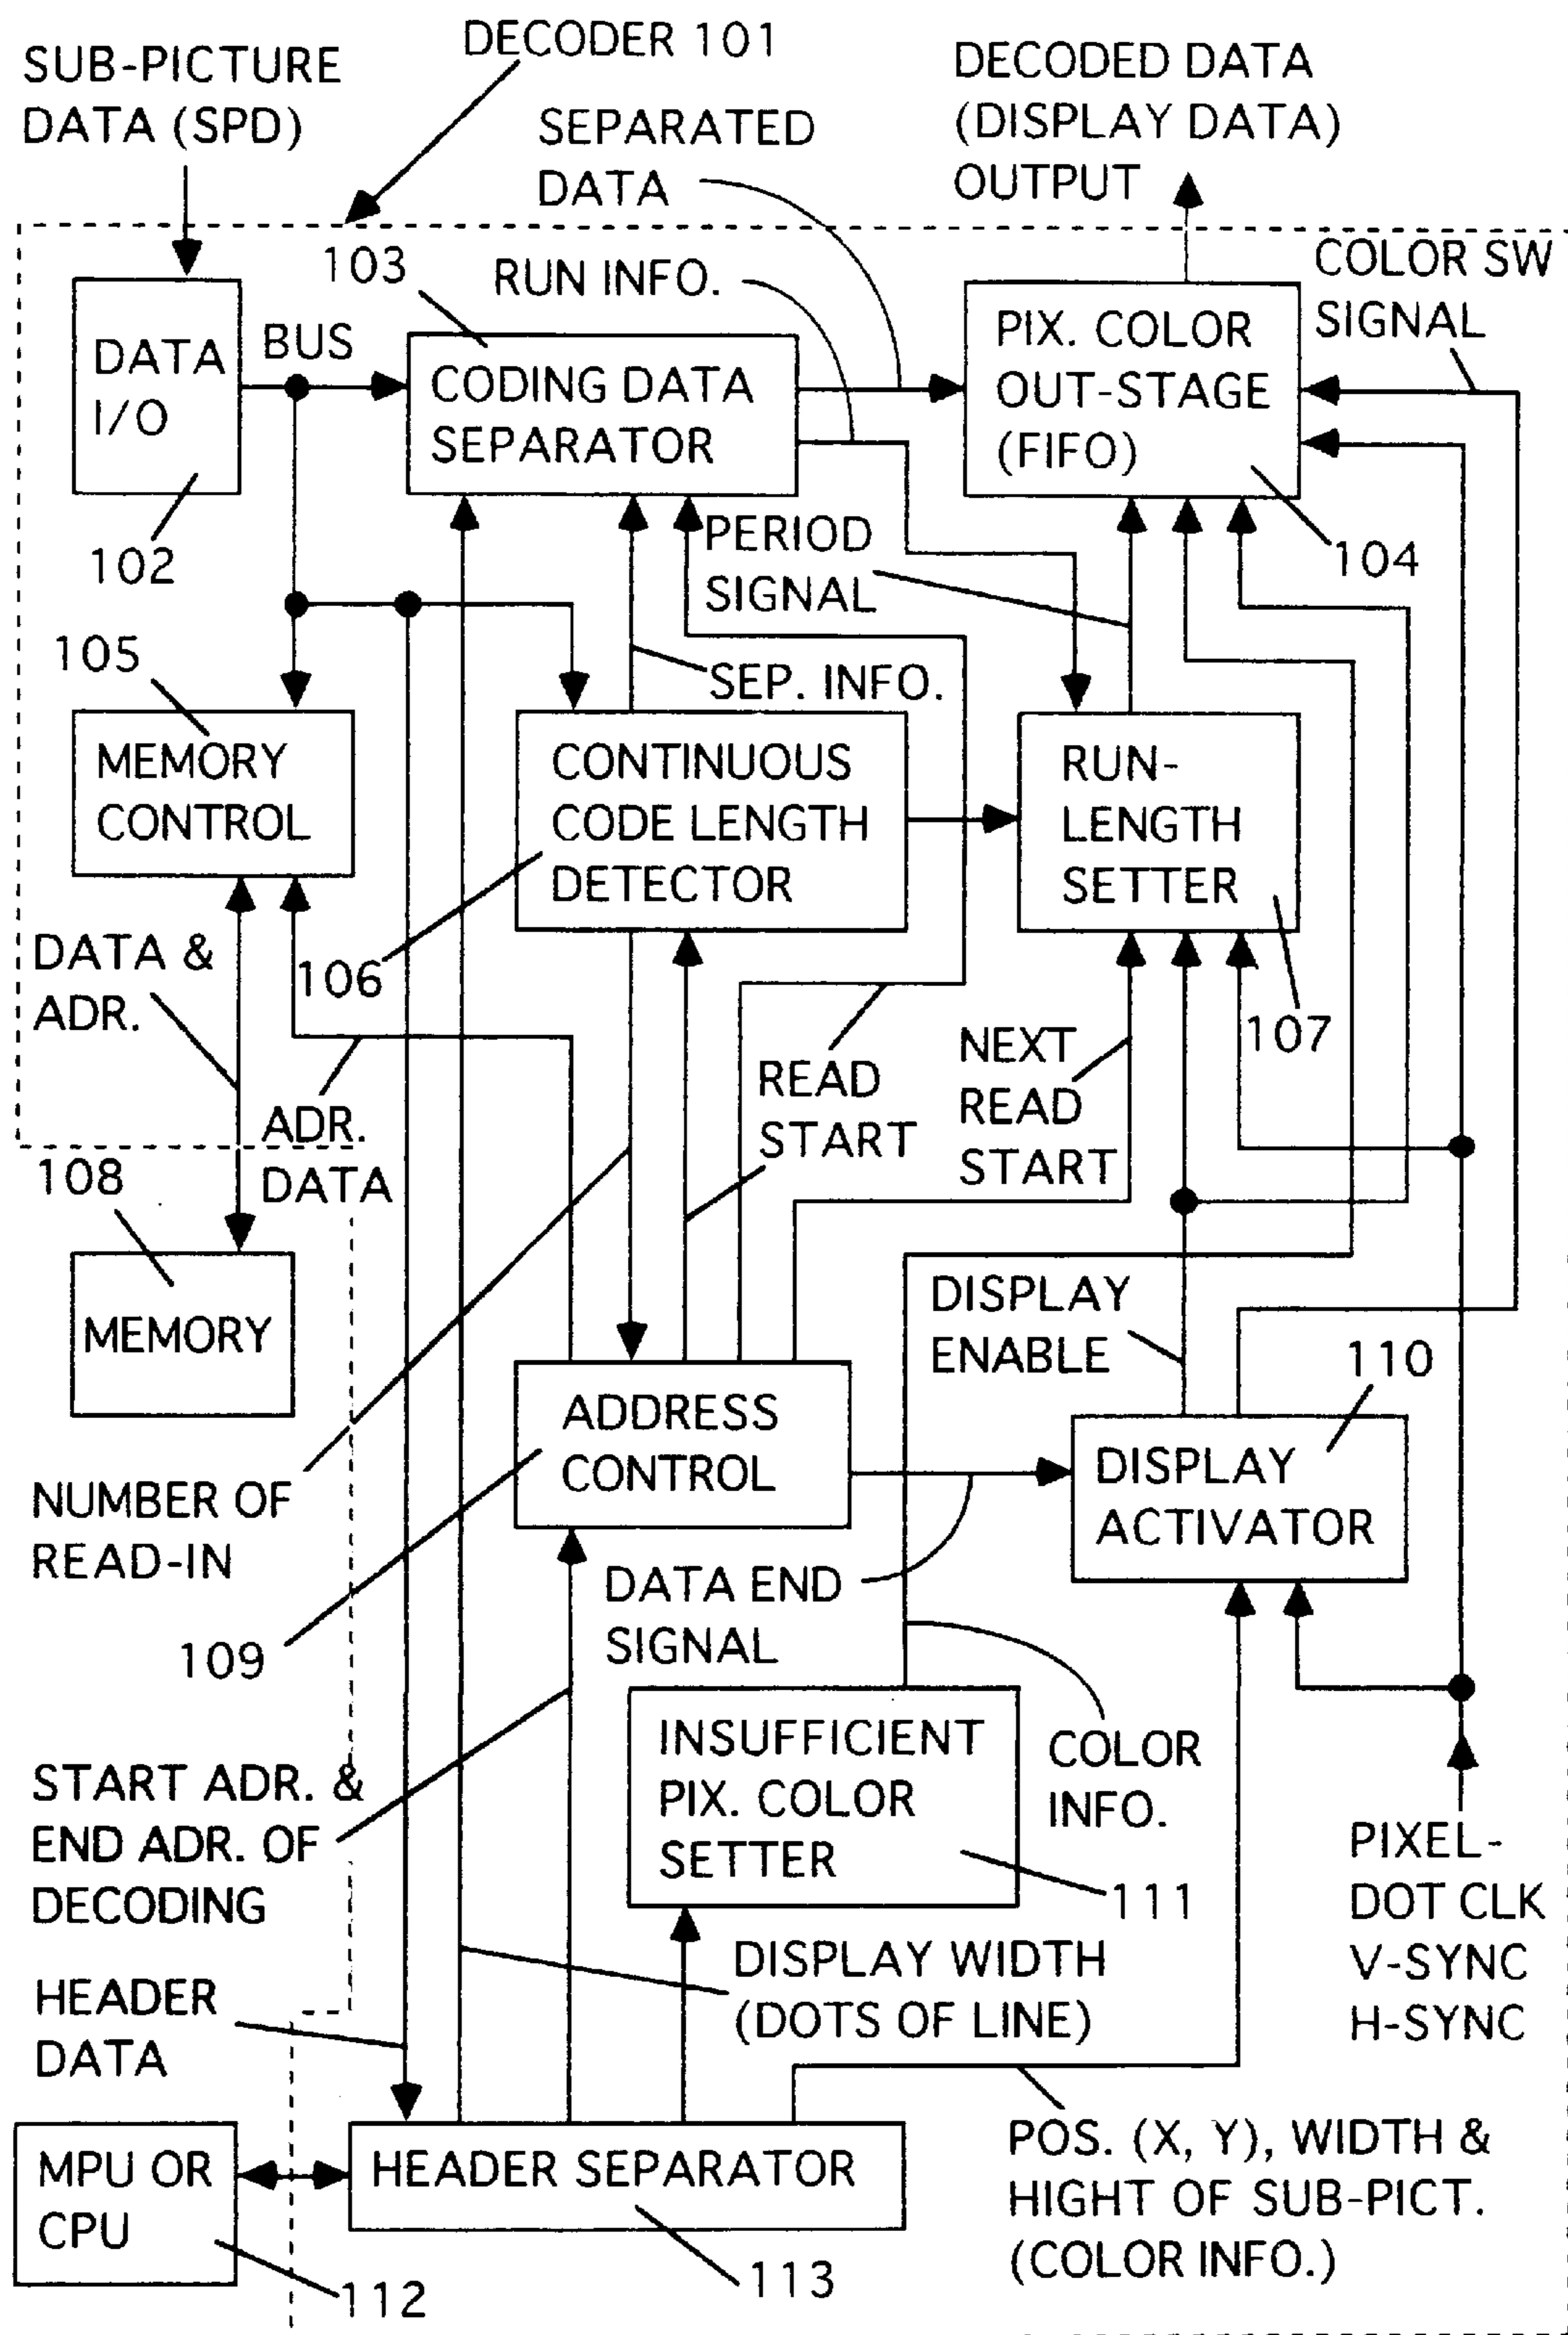 DECODER 101
SUB-PICTURE
DATA (SPD)
SEPARATED
DATA
DECODED DATA
(DISPLAY DATA)
OUTPUT
103
RUN INFO.
COLOR SW
SIGNAL
DATA
I/O
BUS
CODING DATA
SEPARATOR
PIX. COLOR
OUT-STAGE
(FIFO)
102
PERIOD
SIGNAL
104
105
SEP. INFO.
MEMORY
CONTROL
CONTINUOUS
CODE LENGTH
DETECTOR
RUN-
LENGTH
SETTER
DATA &
ADR.
106
107
READ
START
NEXT
READ
START
ADR.
108
DATA
MEMORY
DISPLAY
ENABLE
110
ADDRESS
CONTROL
DISPLAY
ACTIVATOR
NUMBER OF
READ-IN
DATA END
SIGNAL
109
INSUFFICIENT
PIX. COLOR
SETTER
COLOR
INFO.
START ADR. &
END ADR. OF
DECODING
111
PIXEL-
DOT CLK
V-SYNC
H-SYNC
DISPLAY WIDTH
(DOTS OF LINE)
HEADER
DATA
MPU OR
CPU
HEADER SEPARATOR
POS. (X, Y), WIDTH &
HIGHT OF SUB-PICT.
(COLOR INFO.)
112
113